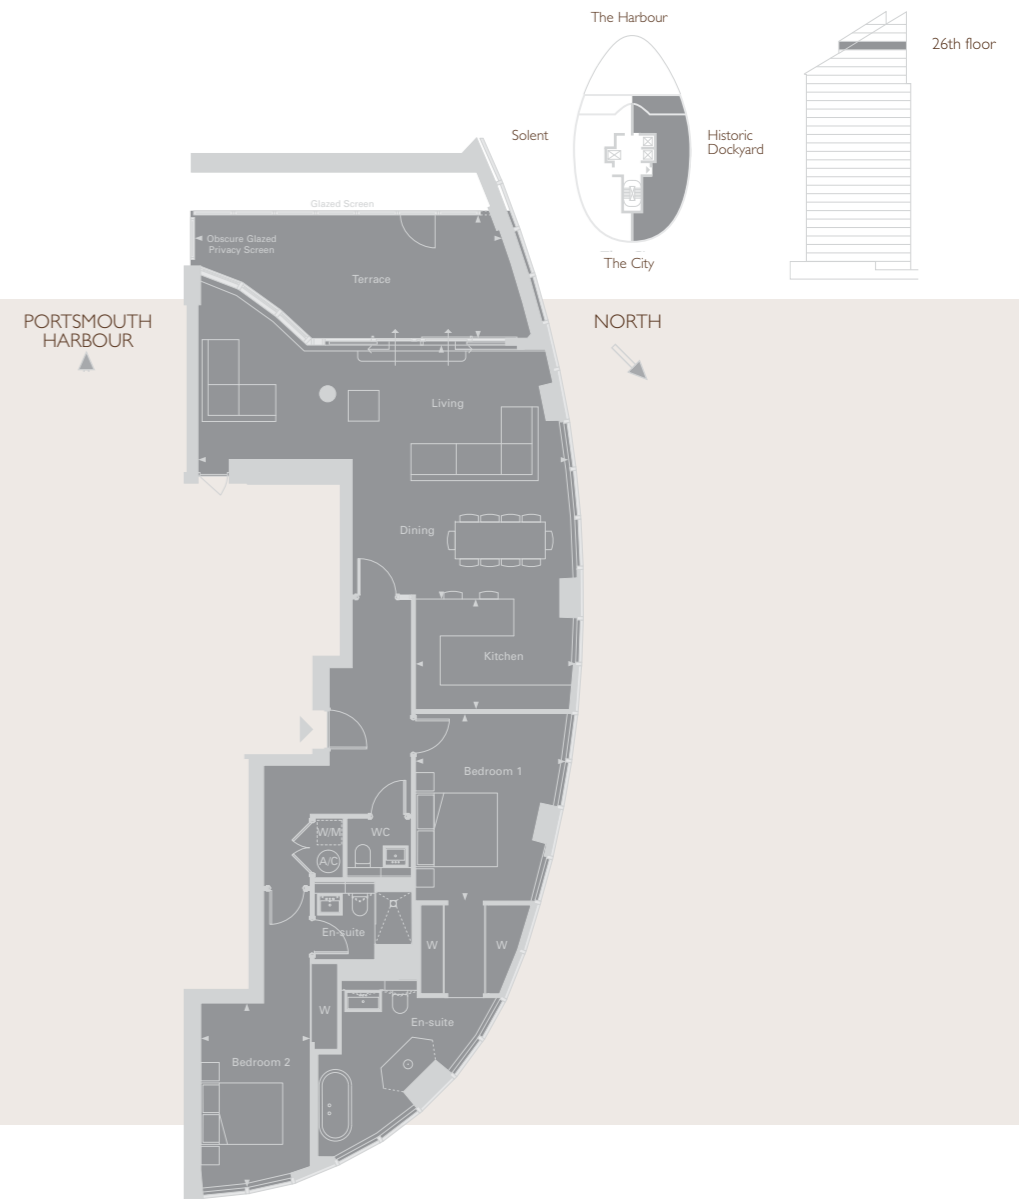 The Harbour
26th floor
Solent
Historic
Dockyard
The City
Glazed Screen
Obscure Glazed
Privacy Screen
Terrace
PORTSMOUTH
HARBOUR
NORTH
Living
Dining
Kitchen
Bedroom 1
W/M
WC
A/C
En-suite
W
W
W
En-suite
Bedroom 2